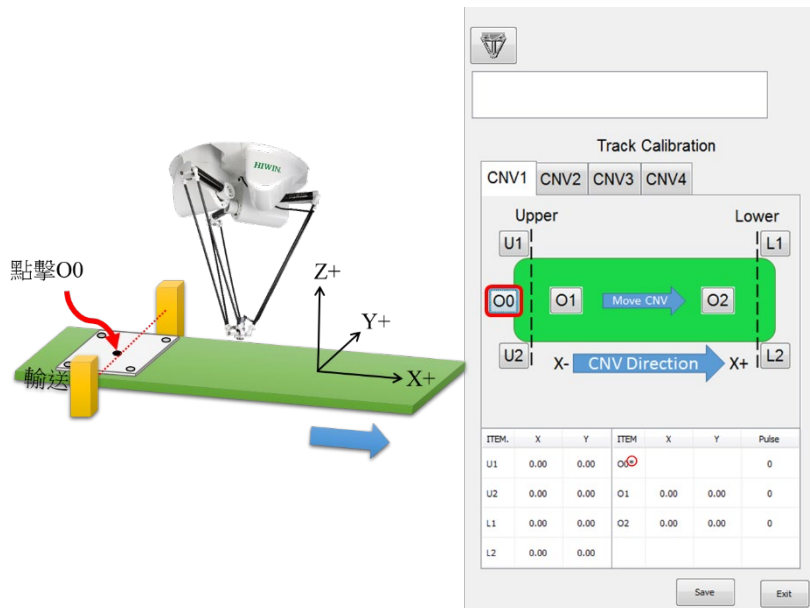 HIWIN
點擊O0
輸送
Z+
Y+
X+
Track Calibration
CNV1 CNV2 CNV3 CNV4
Upper Lower
U1 L1
O0 O1 Move CNV O2
U2 X- CNV Direction X+ L2
ITEM. X Y ITEM X Y Pulse
U1 0.00 0.00 O0* 0
U2 0.00 0.00 O1 0.00 0.00 0
L1 0.00 0.00 O2 0.00 0.00 0
L2 0.00 0.00
Save Exit